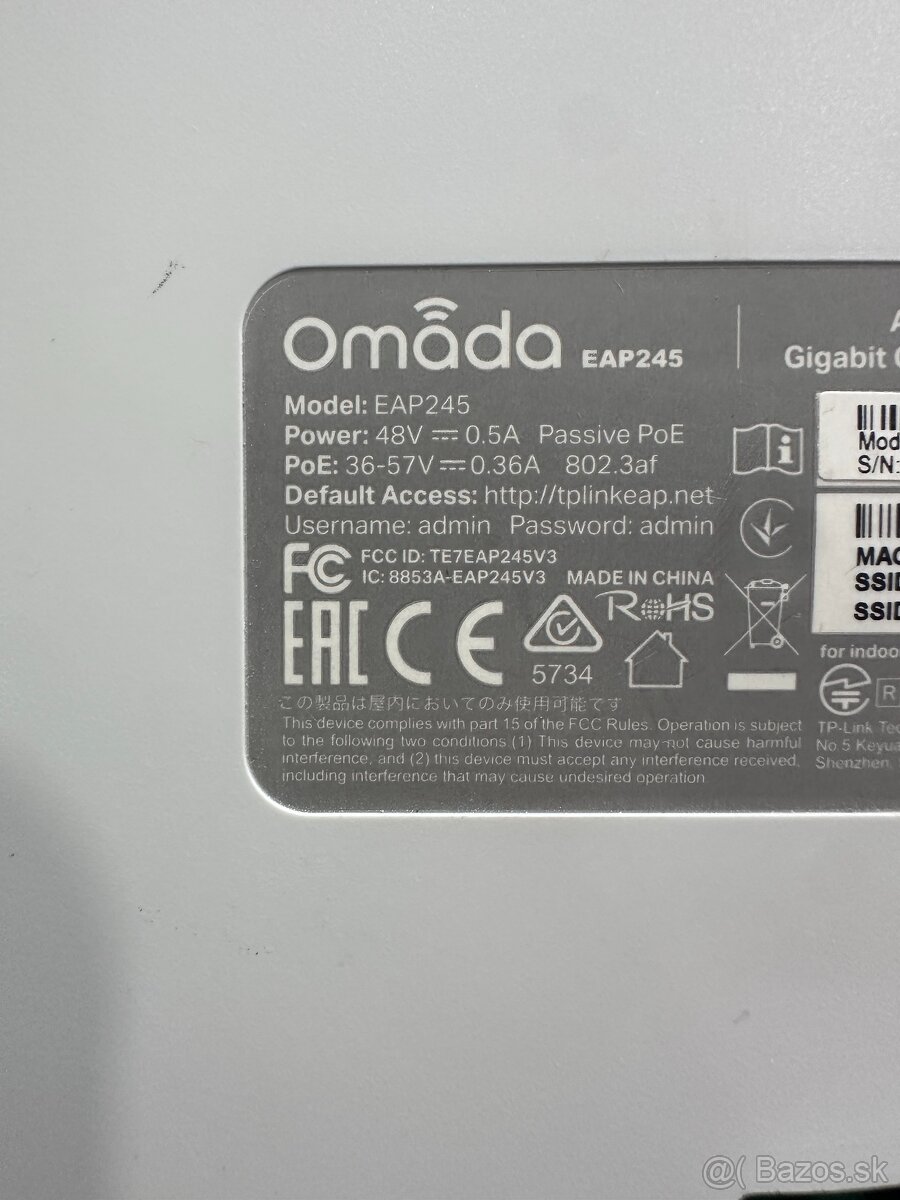 Omada EAP245
Gigabit
Model: EAP245
Power: 48V ⎓ 0.5A Passive PoE
PoE: 36-57V⎓0.36A 802.3af
Default Access: http://tplinkeap.net
Username: admin Password: admin
S/N:
FC FCC ID: TE7EAP245V3
IC: 8853A-EAP245V3 MADE IN CHINA
RoHS
EAC CE
5734
MAC
SSID
SSID
for indoor
R
この製品は屋内においてのみ使用可能です
This device complies with part 15 of the FCC Rules. Operation is subject
to the following two conditions (1) This device may not cause harmful
interference, and (2) this device must accept any interference received,
including interference that may cause undesired operation
TP-Link
No 5
Shenzhen,
@( Bazos.sk